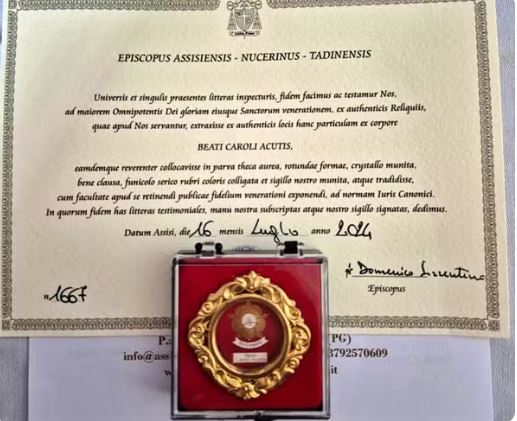 EPISCOPUS ASSISIENSIS - NUCERINUS - TADINENSIS
Universis et singulis praesentes litteras inspecturis, fidem facimus ac testamur Nos,
ad maiorem Omnipotentis Dei gloriam eiusque Sanctorum venerationem, ex authenticis Reliquiis,
quae apud Nos servantur, extraxisse ex authenticis locis hanc particulam ex corpore
BEATI CAROLI ACUTIS,
eamdemque reverenter collocavisse in parva theca aurea, rotundae formae, crystallo munita,
bene clausa, funicolo serico rubri coloris colligata et sigillo nostro munita, atque tradidisse,
cum facultate apud se retinendi publicae fidelium venerationi exponendi, ad normam Iuris Canonici.
In quorum fidem has litteras testimoniales, manu nostra subscriptas atque nostro sigillo signatas, dedimus.
Datum Assisi, die 16 mensis Luglio anno 2024
+ Domenico Sorrentino
Episcopus
n. 1667
P.
(PG)
info@ass
3792570609
w
it